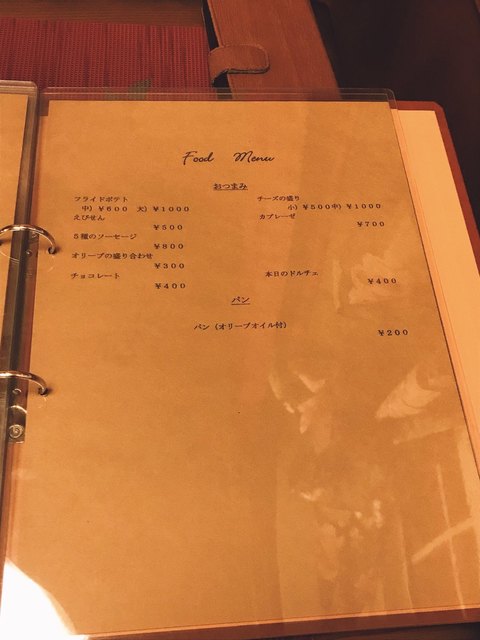 Food Menu
おつまみ
フライドポテト
中) ¥600 大) ¥1000
えびせん
¥500
5種のソーセージ
¥800
オリーブの盛り合わせ
¥300
チョコレート
¥400
チーズの盛り
小) ¥500中) ¥1000
カプレーゼ
¥700
本日のドルチェ
¥400
パン
パン(オリーブオイル付)
¥200